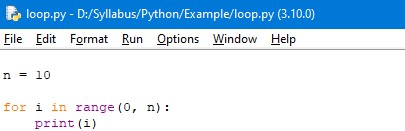 loop.py - D:/Syllabus/Python/Example/loop.py (3.10.0)
File Edit Format Run Options Window Help
n = 10
for i in range(0, n):
    print(i)